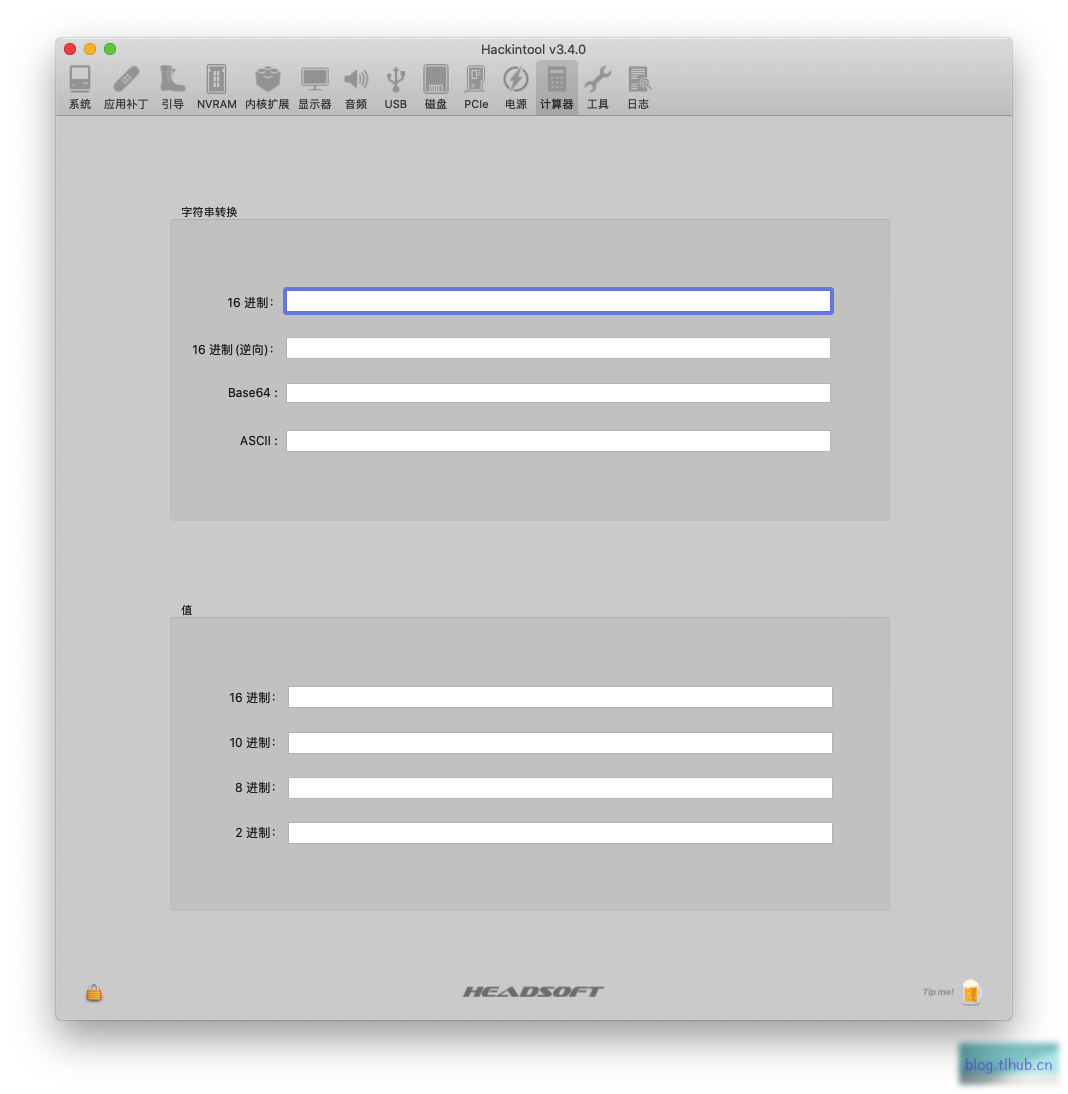 Hackintool v3.4.0
系统 应用补丁 引导 NVRAM 内核扩展 显示器 音频 USB 磁盘 PCIe 电源 计算器 工具 日志
字符串转换
16 进制：
16 进制 (逆向)：
Base64：
ASCII：
值
16 进制：
10 进制：
8 进制：
2 进制：
HEADSOFT
Tip me!
blog.tlhub.cn